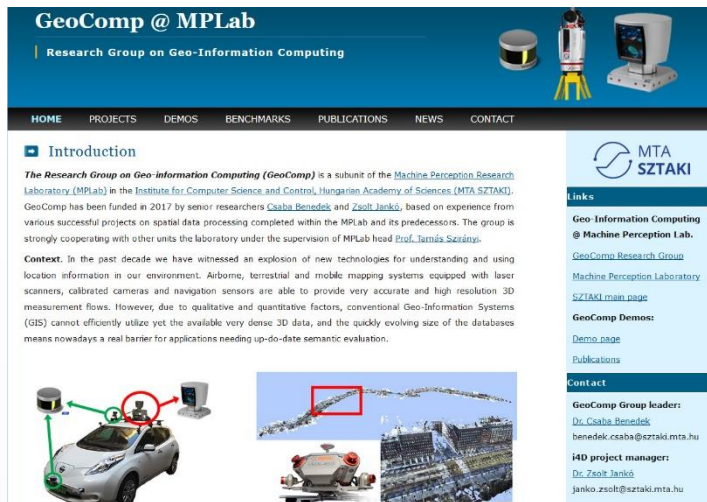 GeoComp @ MPLab
Research Group on Geo-Information Computing
HOME PROJECTS DEMOS BENCHMARKS PUBLICATIONS NEWS CONTACT
Introduction
The Research Group on Geo-information Computing (GeoComp) is a subunit of the Machine Perception Research
Laboratory (MPLab) in the Institute for Computer Science and Control, Hungarian Academy of Sciences (MTA SZTAKI).
GeoComp has been funded in 2017 by senior researchers Csaba Benedek and Zsolt Jankó, based on experience from
various successful projects on spatial data processing completed within the MPLab and its predecessors. The group is
strongly cooperating with other units the laboratory under the supervision of MPLab head Prof. Tamás Szirányi.
Context. In the past decade we have witnessed an explosion of new technologies for understanding and using
location information in our environment. Airborne, terrestrial and mobile mapping systems equipped with laser
scanners, calibrated cameras and navigation sensors are able to provide very accurate and high resolution 3D
measurement flows. However, due to qualitative and quantitative factors, conventional Geo-Information Systems
(GIS) cannot efficiently utilize yet the available very dense 3D data, and the quickly evolving size of the databases
means nowadays a real barrier for applications needing up-do-date semantic evaluation.
MTA
SZTAKI
Links
Geo-Information Computing
@ Machine Perception Lab.
GeoComp Research Group
Machine Perception Laboratory
SZTAKI main page
GeoComp Demos:
Demo page
Publications
Contact
GeoComp Group leader:
Dr. Csaba Benedek
benedek.csaba@sztaki.mta.hu
i4D project manager:
Dr. Zsolt Jankó
janko.zsolt@sztaki.mta.hu